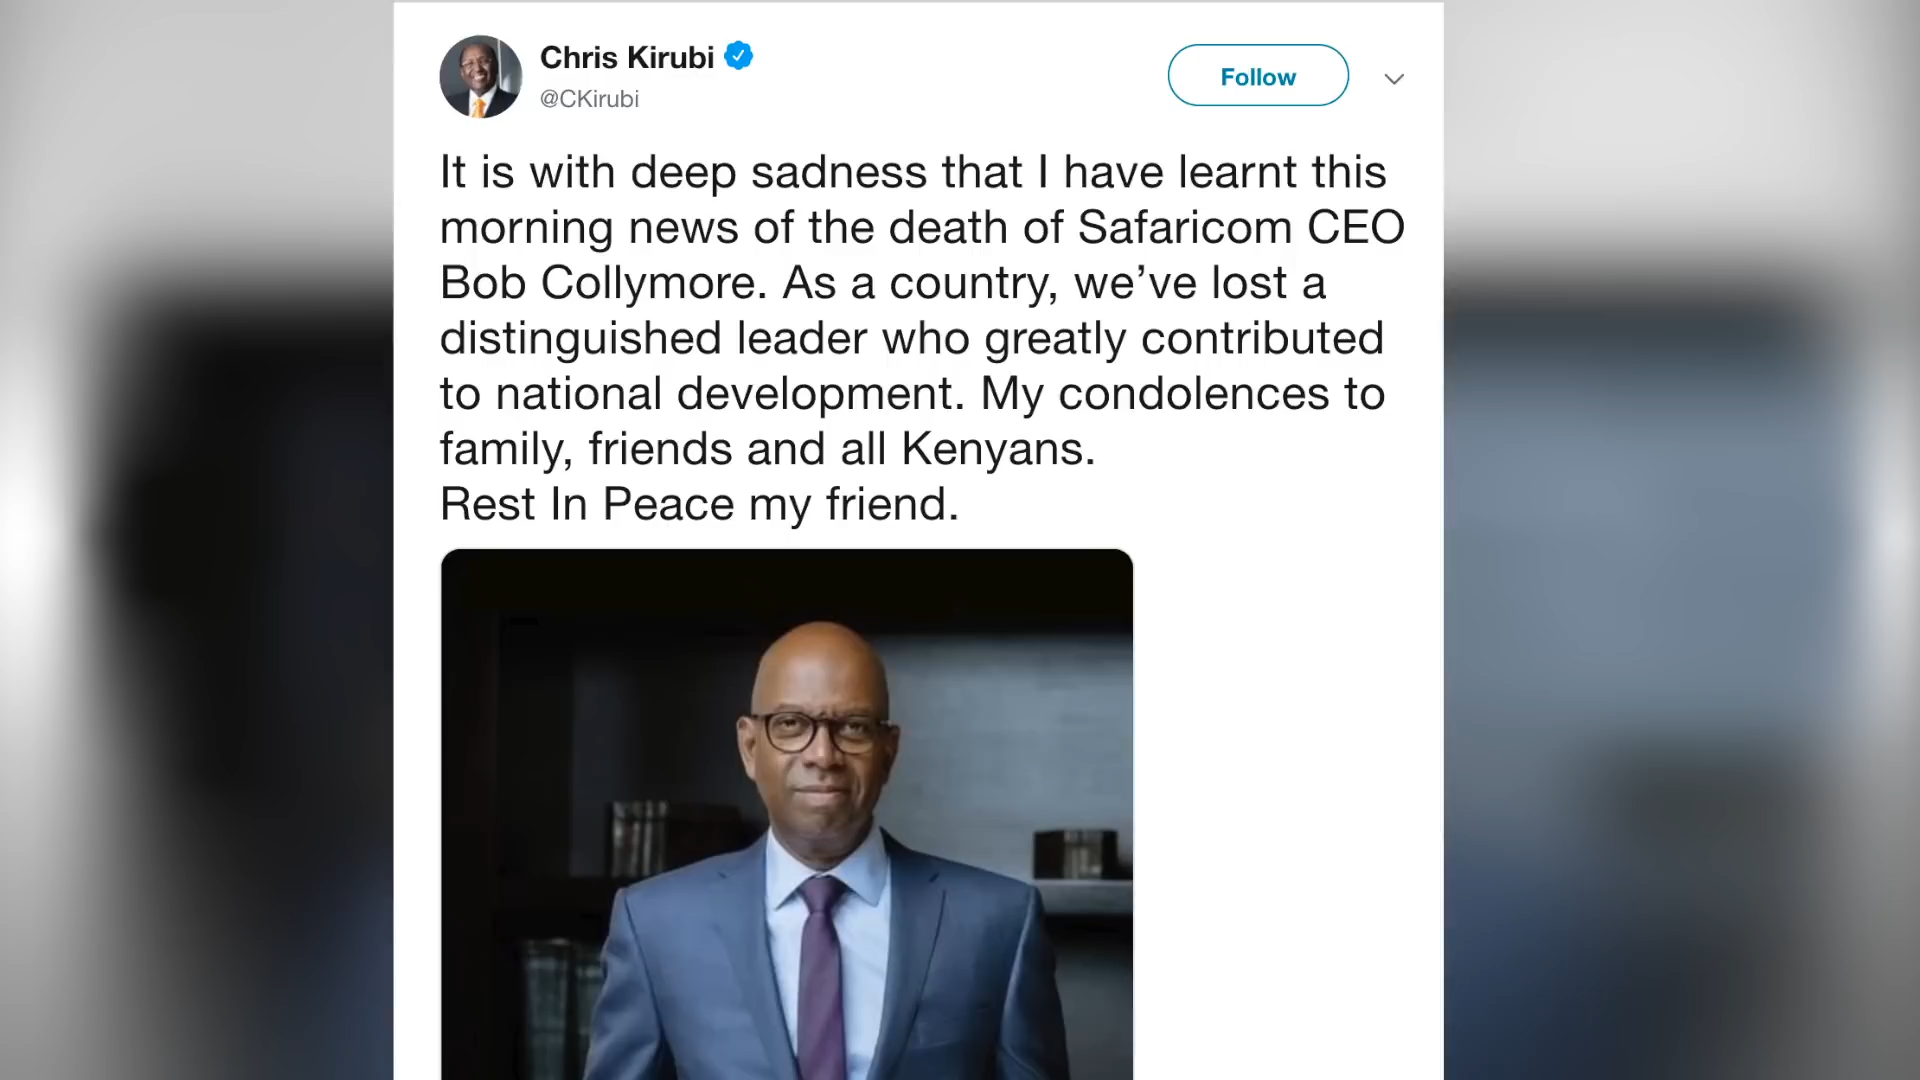 Chris Kirubi
@CKirubi
Follow
It is with deep sadness that I have learnt this
morning news of the death of Safaricom CEO
Bob Collymore. As a country, we’ve lost a
distinguished leader who greatly contributed
to national development. My condolences to
family, friends and all Kenyans.
Rest In Peace my friend.